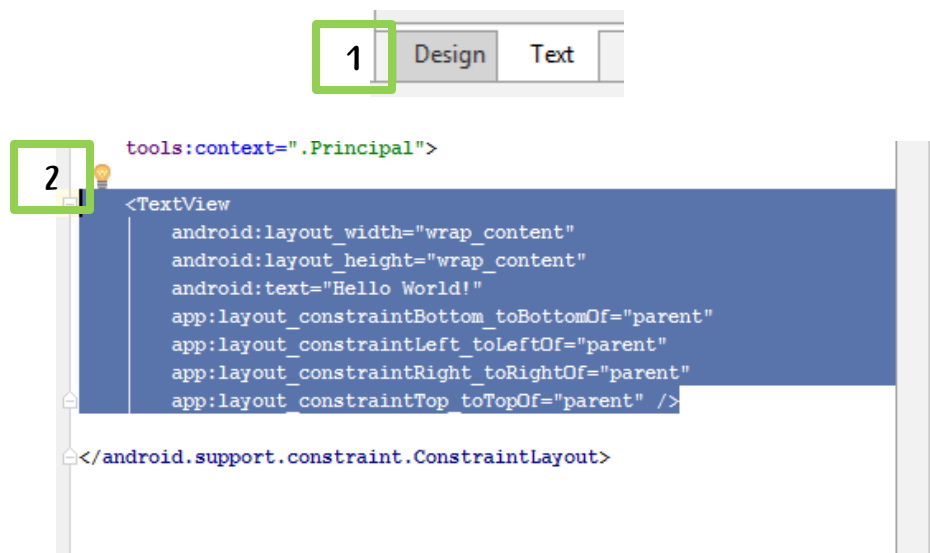 1 Design Text
tools:context=".Principal">
2
<TextView
android:layout_width="wrap_content"
android:layout_height="wrap_content"
android:text="Hello World!"
app:layout_constraintBottom_toBottomOf="parent"
app:layout_constraintLeft_toLeftOf="parent"
app:layout_constraintRight_toRightOf="parent"
app:layout_constraintTop_toTopOf="parent" />
</android.support.constraint.ConstraintLayout>